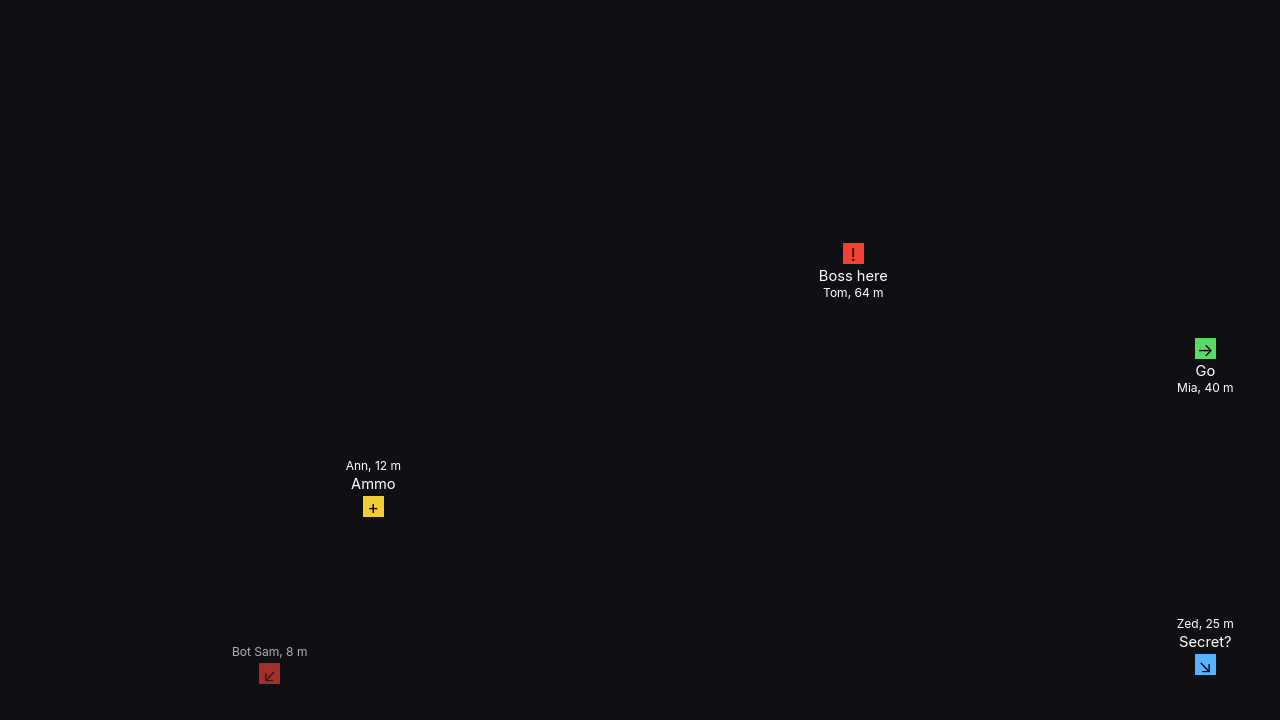 !
Boss here
Tom, 64 m
→
Go
Mia, 40 m
Ann, 12 m
Ammo
+
Zed, 25 m
Secret?
↘
Bot Sam, 8 m
↙